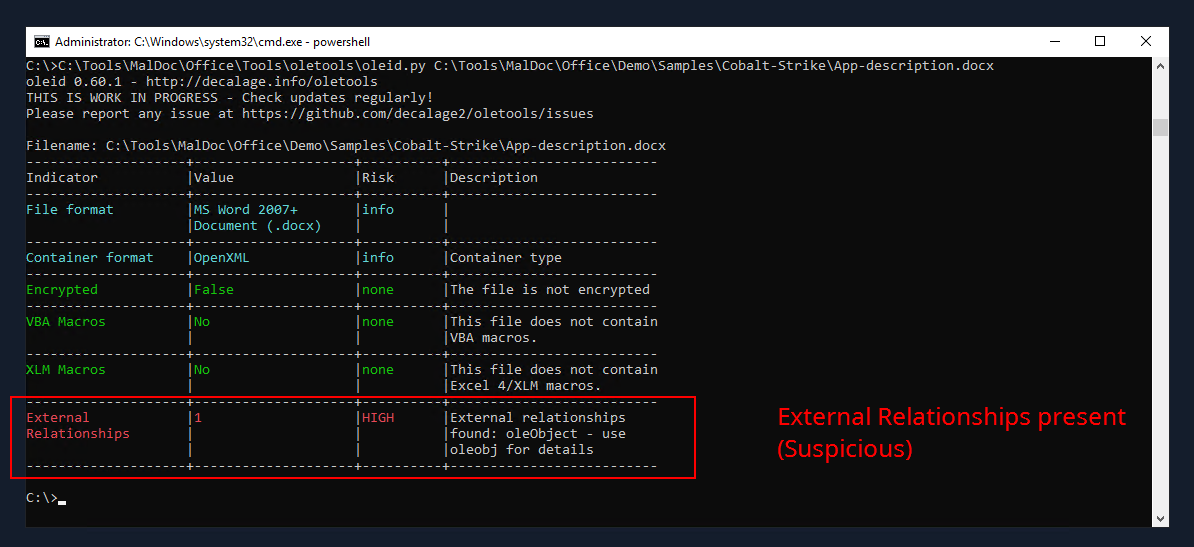 Administrator: C:\Windows\system32\cmd.exe - powershell
C:\>C:\Tools\MalDoc\Office\Tools\oletools\oleid.py C:\Tools\MalDoc\Office\Demo\Samples\Cobalt-Strike\App-description.docx
oleid 0.60.1 - http://decalage.info/oletools
THIS IS WORK IN PROGRESS - Check updates regularly!
Please report any issue at https://github.com/decalage2/oletools/issues

Filename: C:\Tools\MalDoc\Office\Demo\Samples\Cobalt-Strike\App-description.docx
--------------------+--------------------+----------+--------------------------
Indicator           |Value               |Risk      |Description
--------------------+--------------------+----------+--------------------------
File format         |MS Word 2007+       |info      |
                    |Document (.docx)    |          |
--------------------+--------------------+----------+--------------------------
Container format    |OpenXML             |info      |Container type
--------------------+--------------------+----------+--------------------------
Encrypted           |False               |none      |The file is not encrypted
--------------------+--------------------+----------+--------------------------
VBA Macros          |No                  |none      |This file does not contain
                    |                    |          |VBA macros.
--------------------+--------------------+----------+--------------------------
XLM Macros          |No                  |none      |This file does not contain
                    |                    |          |Excel 4/XLM macros.
--------------------+--------------------+----------+--------------------------
External            |1                   |HIGH      |External relationships
Relationships       |                    |          |found: oleObject - use
                    |                    |          |oleobj for details
--------------------+--------------------+----------+--------------------------
External Relationships present
(Suspicious)

C:\>